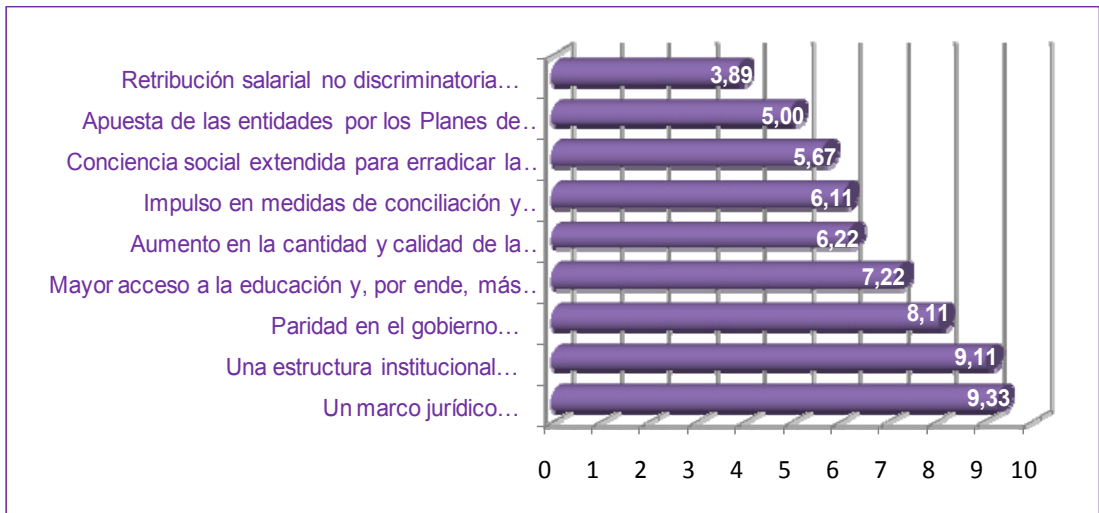 Retribución salarial no discriminatoria…
3,89
Apuesta de las entidades por los Planes de…
5,00
Conciencia social extendida para erradicar la…
5,67
Impulso en medidas de conciliación y…
6,11
Aumento en la cantidad y calidad de la…
6,22
Mayor acceso a la educación y, por ende, más…
7,22
Paridad en el gobierno…
8,11
Una estructura institucional…
9,11
Un marco jurídico…
9,33
0 1 2 3 4 5 6 7 8 9 10